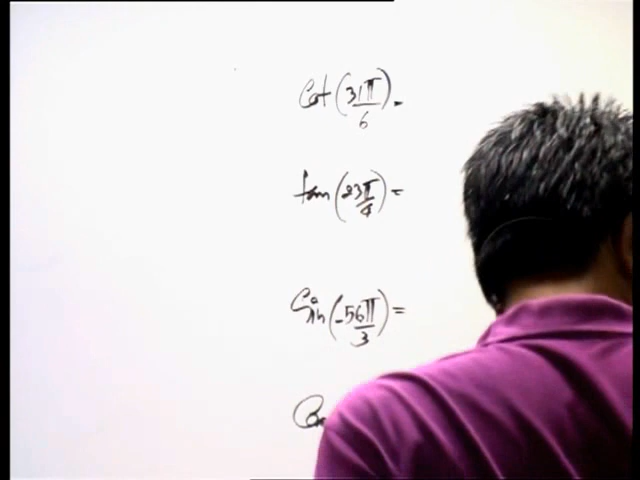 Cot(31π/6) =
tan(23π/4) =
Sin(-56π/3) =